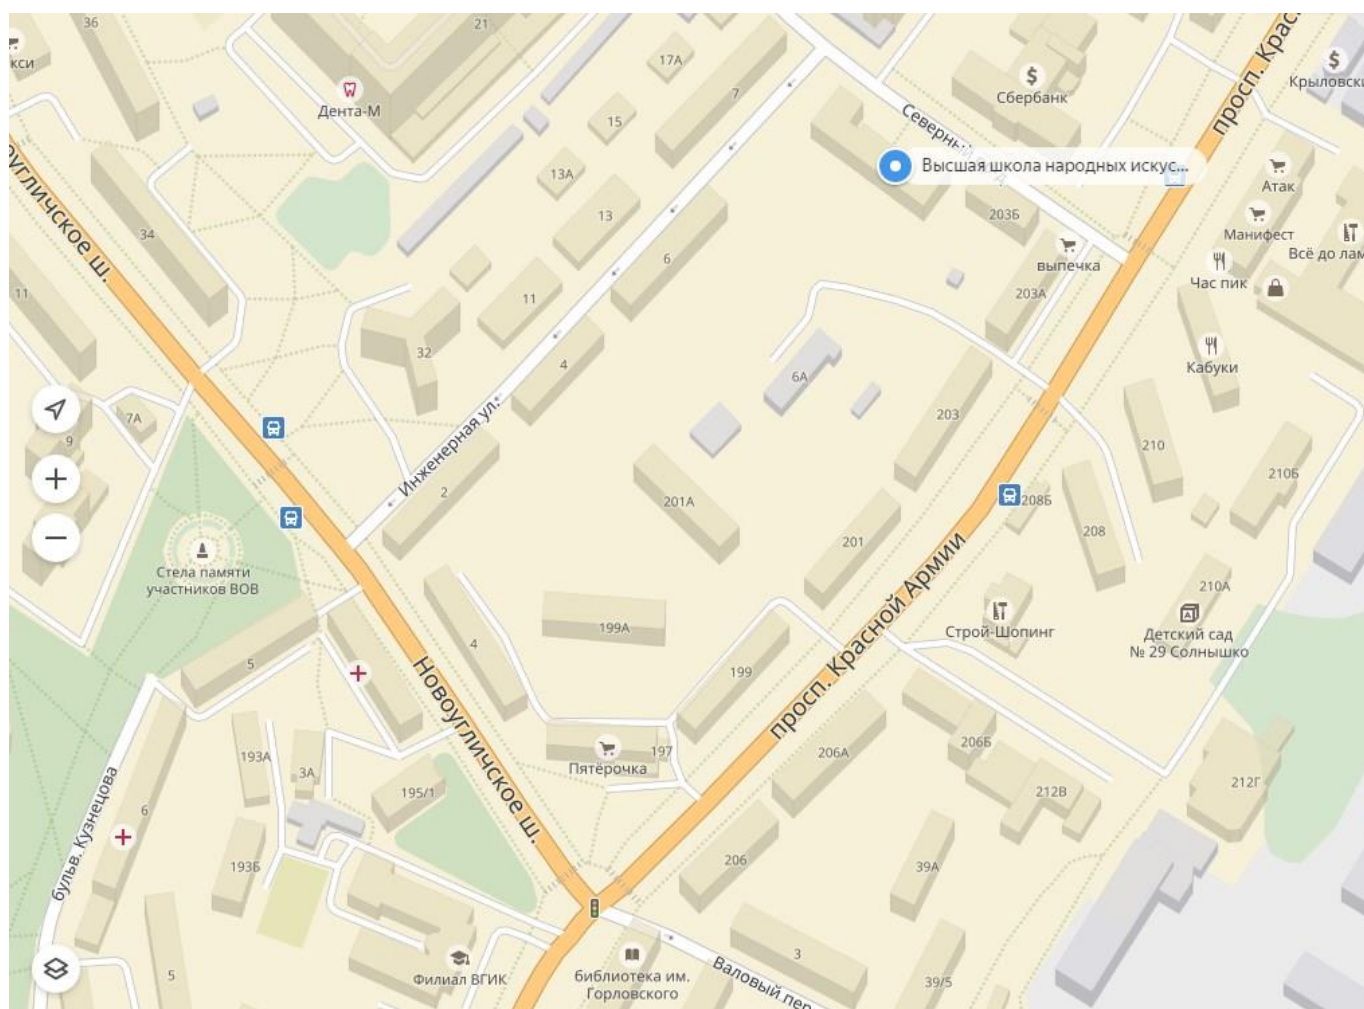 36
21
17А
7
15
Дента-М
13А
13
34
11
6
11
32
4
7А
9
2
Инженерная ул.
Новоугличское ш.
$
Сбербанк
Северный
просп. Крас
$
Крыловски
Высшая школа народных искус...
203Б
выпечка
203А
Атак
Манифест
Всё до лам
Час пик
Кабуки
6А
203
210
210Б
201А
208Б
208
201
210А
Стела памяти
участников ВОВ
199А
4
5
Строй-Шопинг
Детский сад
№ 29 Солнышко
просп. Красной Армии
199
Новоугличское ш.
197
Пятёрочка
206А
206Б
212В
212Г
193А
3А
195/1
бульв. Кузнецова
6
193Б
206
39А
5
Филиал ВГИК
библиотека им.
Горловского
3
Валовый пер
39/5